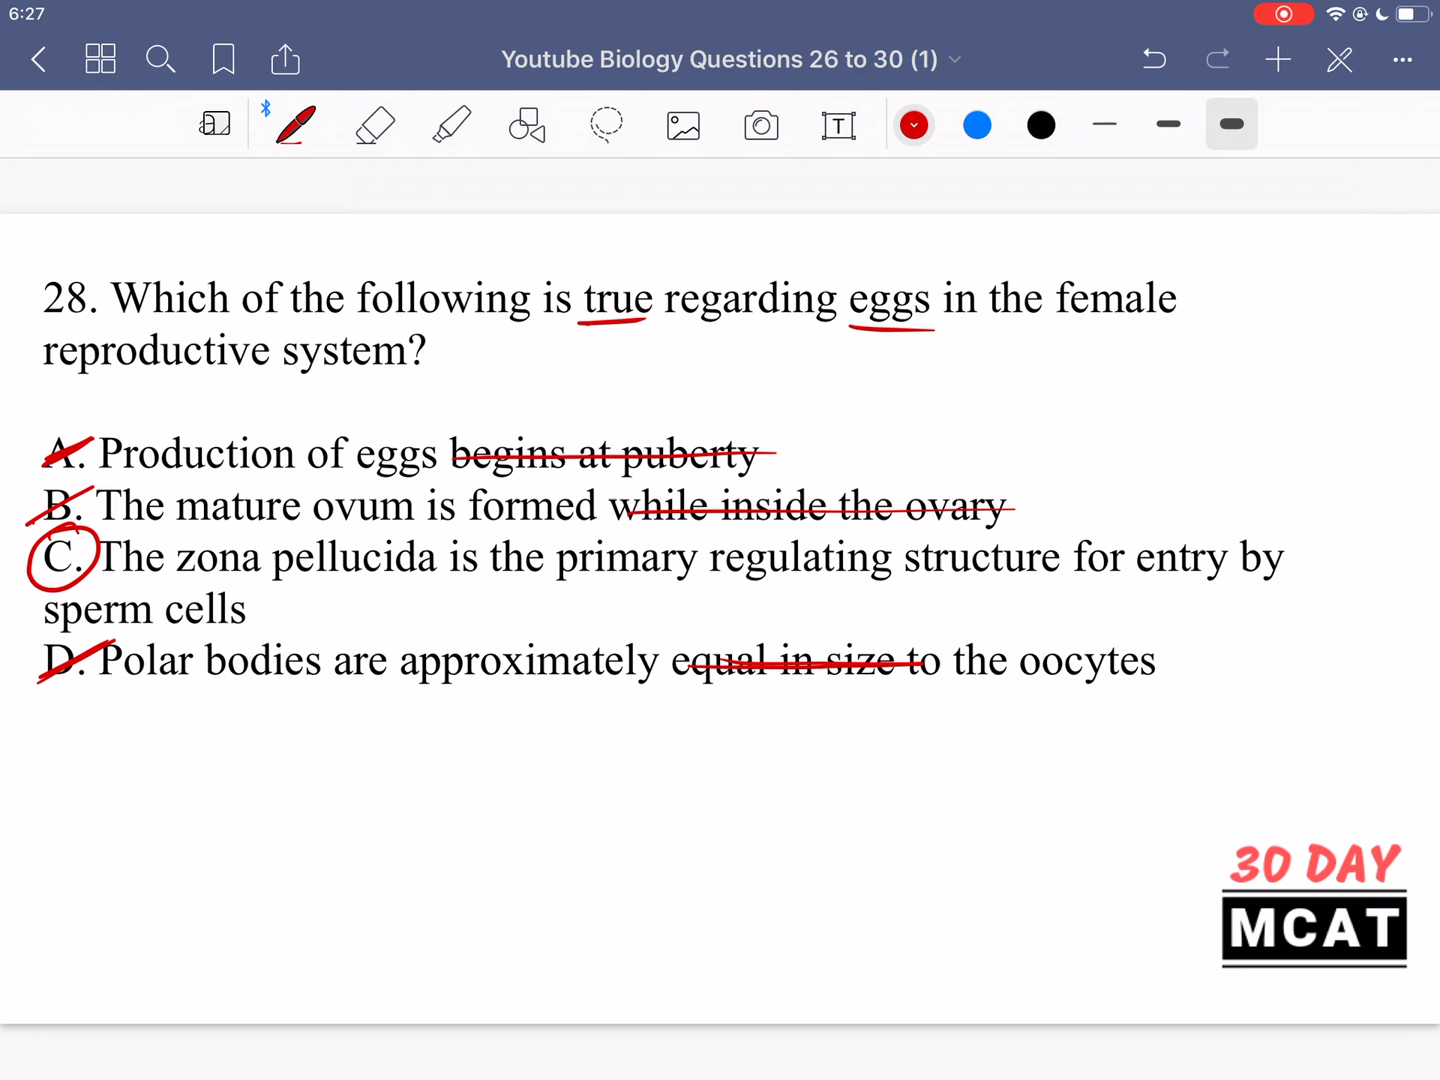 6:27
Youtube Biology Questions 26 to 30 (1)
T
28. Which of the following is true regarding eggs in the female
reproductive system?
A. Production of eggs begins at puberty
B. The mature ovum is formed while inside the ovary
C. The zona pellucida is the primary regulating structure for entry by
sperm cells
D. Polar bodies are approximately equal in size to the oocytes
30 DAY
MCAT